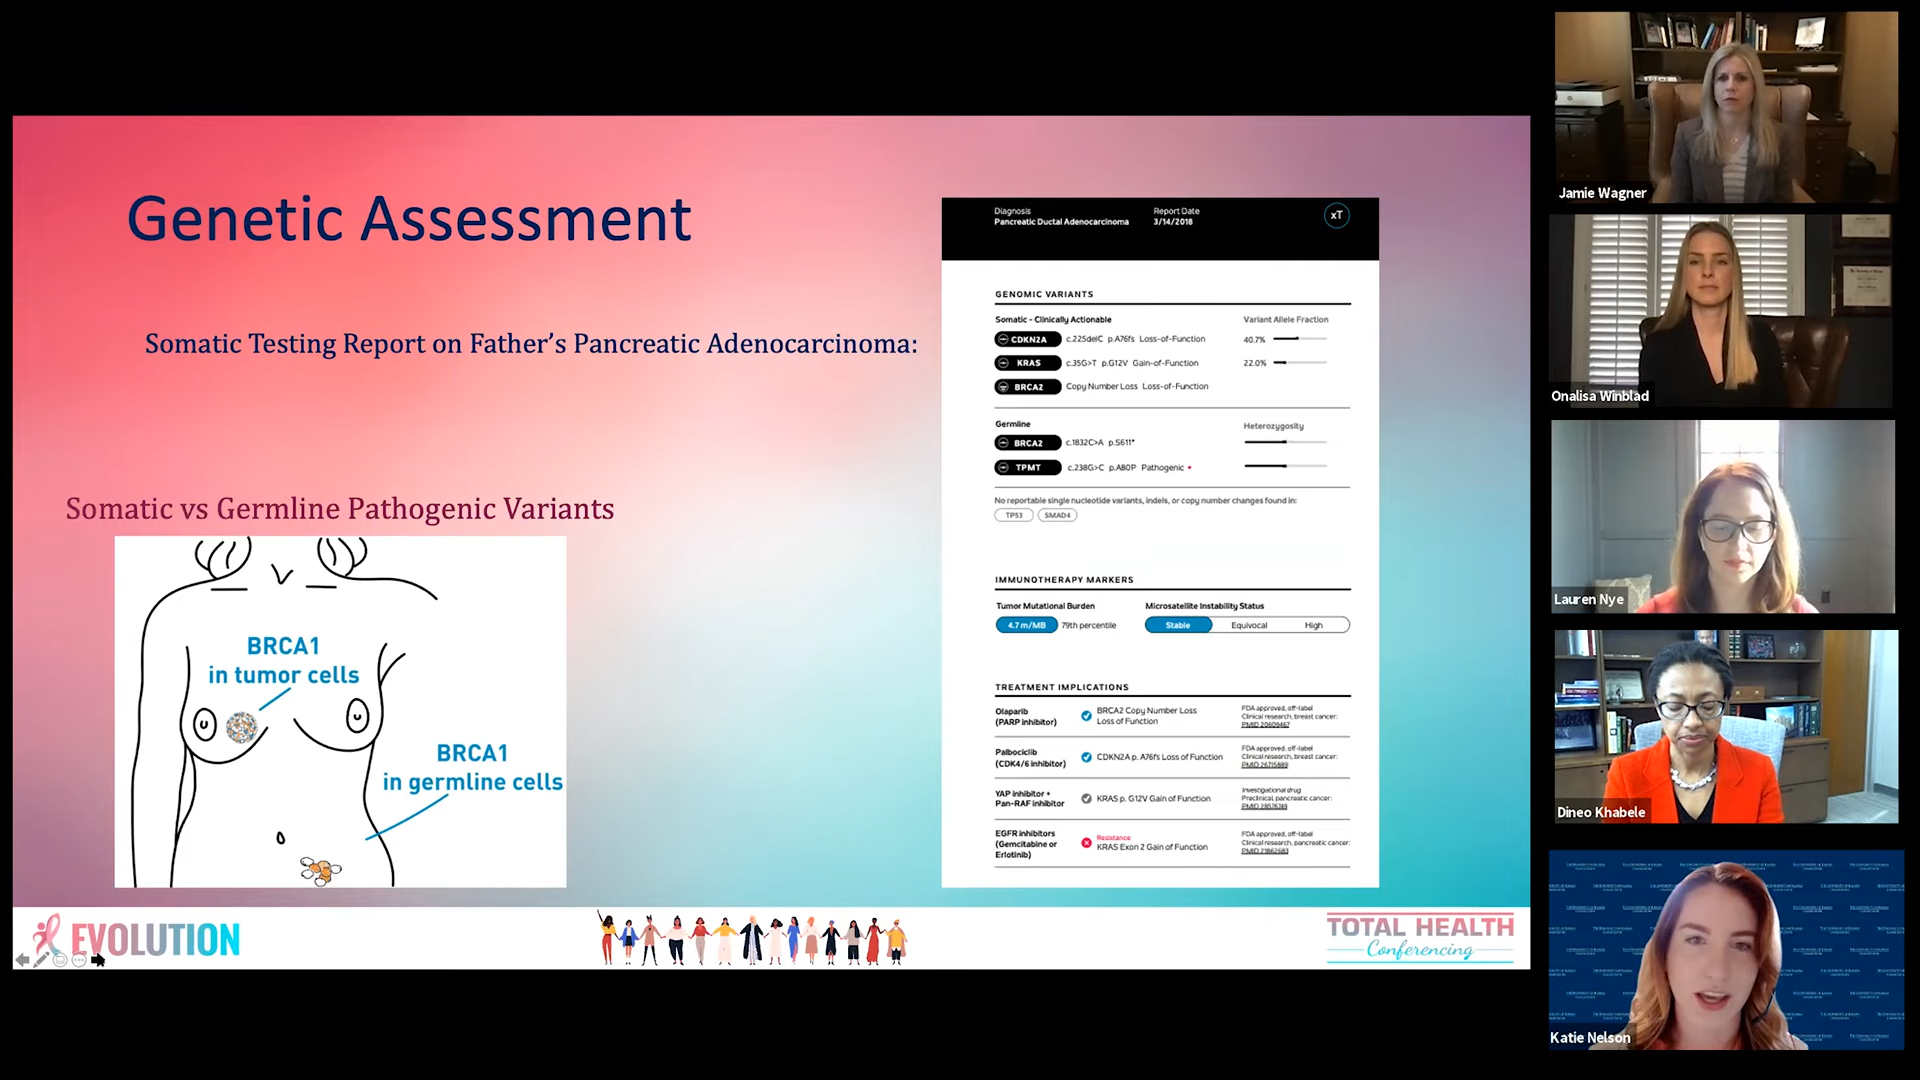 Genetic Assessment
Somatic Testing Report on Father's Pancreatic Adenocarcinoma:
Somatic vs Germline Pathogenic Variants
BRCA1
in tumor cells
BRCA1
in germline cells
Diagnosis
Pancreatic Ductal Adenocarcinoma
Report Date
3/14/2018
xT
GENOMIC VARIANTS
Somatic - Clinically Actionable
Variant Allele Fraction
CDKN2A c.225delC p.A76fs Loss-of-Function 40.7%
KRAS c.35G>T p.G12V Gain-of-Function 22.0%
BRCA2 Copy Number Loss Loss-of-Function
Germline
Heterozygosity
BRCA2 c.1832C>A p.S611*
TPMT c.238G>C p.A80P Pathogenic
No reportable single nucleotide variants, indels, or copy number changes found in:
TP53 SMAD4
IMMUNOTHERAPY MARKERS
Tumor Mutational Burden
4.7 m/MB 79th percentile
Microsatellite Instability Status
Stable Equivocal High
TREATMENT IMPLICATIONS
Olaparib
(PARP inhibitor)
BRCA2 Copy Number Loss
Loss of Function
FDA approved, off-label
Clinical research, breast cancer:
PMID 20609467
Palbociclib
(CDK4/6 inhibitor)
CDKN2A p. A76fs Loss of Function
FDA approved, off-label
Clinical research, breast cancer:
PMID 26715889
YAP inhibitor +
Pan-RAF inhibitor
KRAS p. G12V Gain of Function
Investigational drug
Preclinical, pancreatic cancer:
EGFR inhibitors
(Gemcitabine or
Erlotinib)
Resistance
KRAS Exon 2 Gain of Function
FDA approved, off-label
Clinical research, pancreatic cancer:
EVOLUTION
TOTAL HEALTH
Conferencing
Jamie Wagner
Onalisa Winblad
Lauren Nye
Dineo Khabele
Katie Nelson